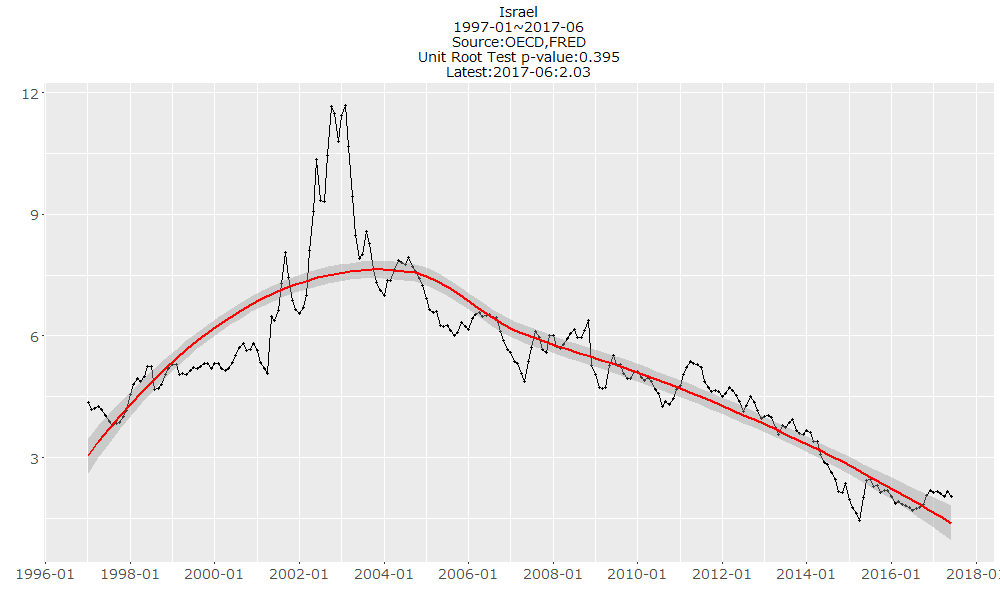 Israel
1997-01~2017-06
Source:OECD,FRED
Unit Root Test p-value:0.395
Latest:2017-06:2.03
12
9
6
3
1996-01 1998-01 2000-01 2002-01 2004-01 2006-01 2008-01 2010-01 2012-01 2014-01 2016-01 2018-01